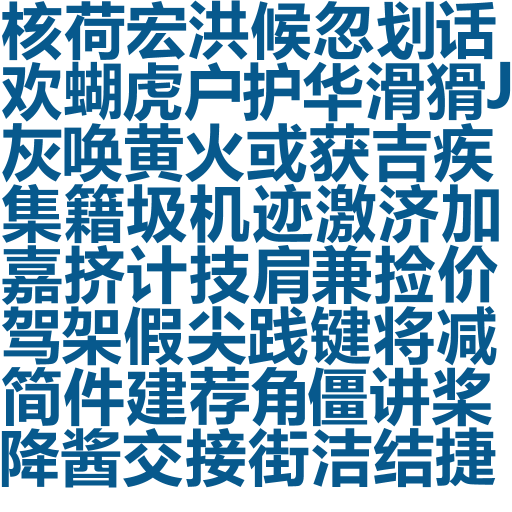 核荷宏洪候忽划话
欢蝴虎户护华滑猾J
灰唤黄火或获吉疾
集籍圾机迹激济加
嘉挤计技肩兼捡价
驾架假尖践键将减
简件建荐角僵讲桨
降酱交接街洁结捷